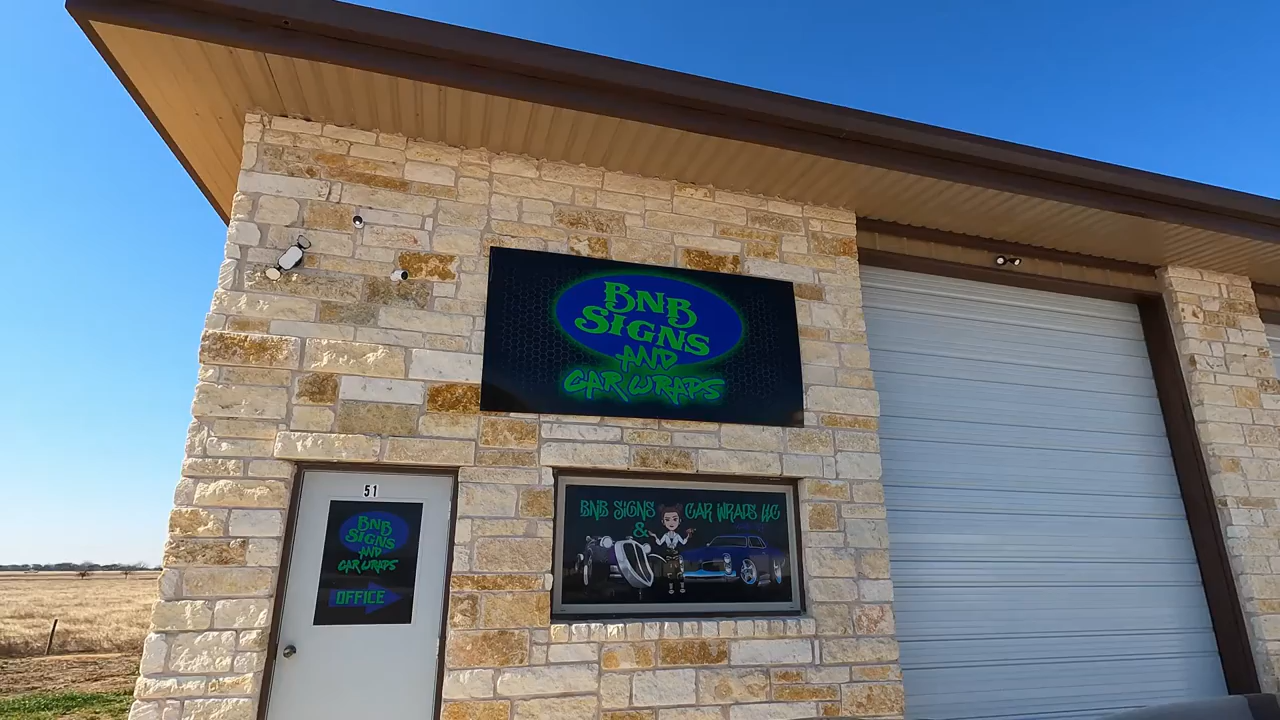 BNB
SIGNS
AND
CAR WRAPS
51
BNB
SIGNS
AND
CAR WRAPS
OFFICE
BNB SIGNS & CAR WRAPS LLC